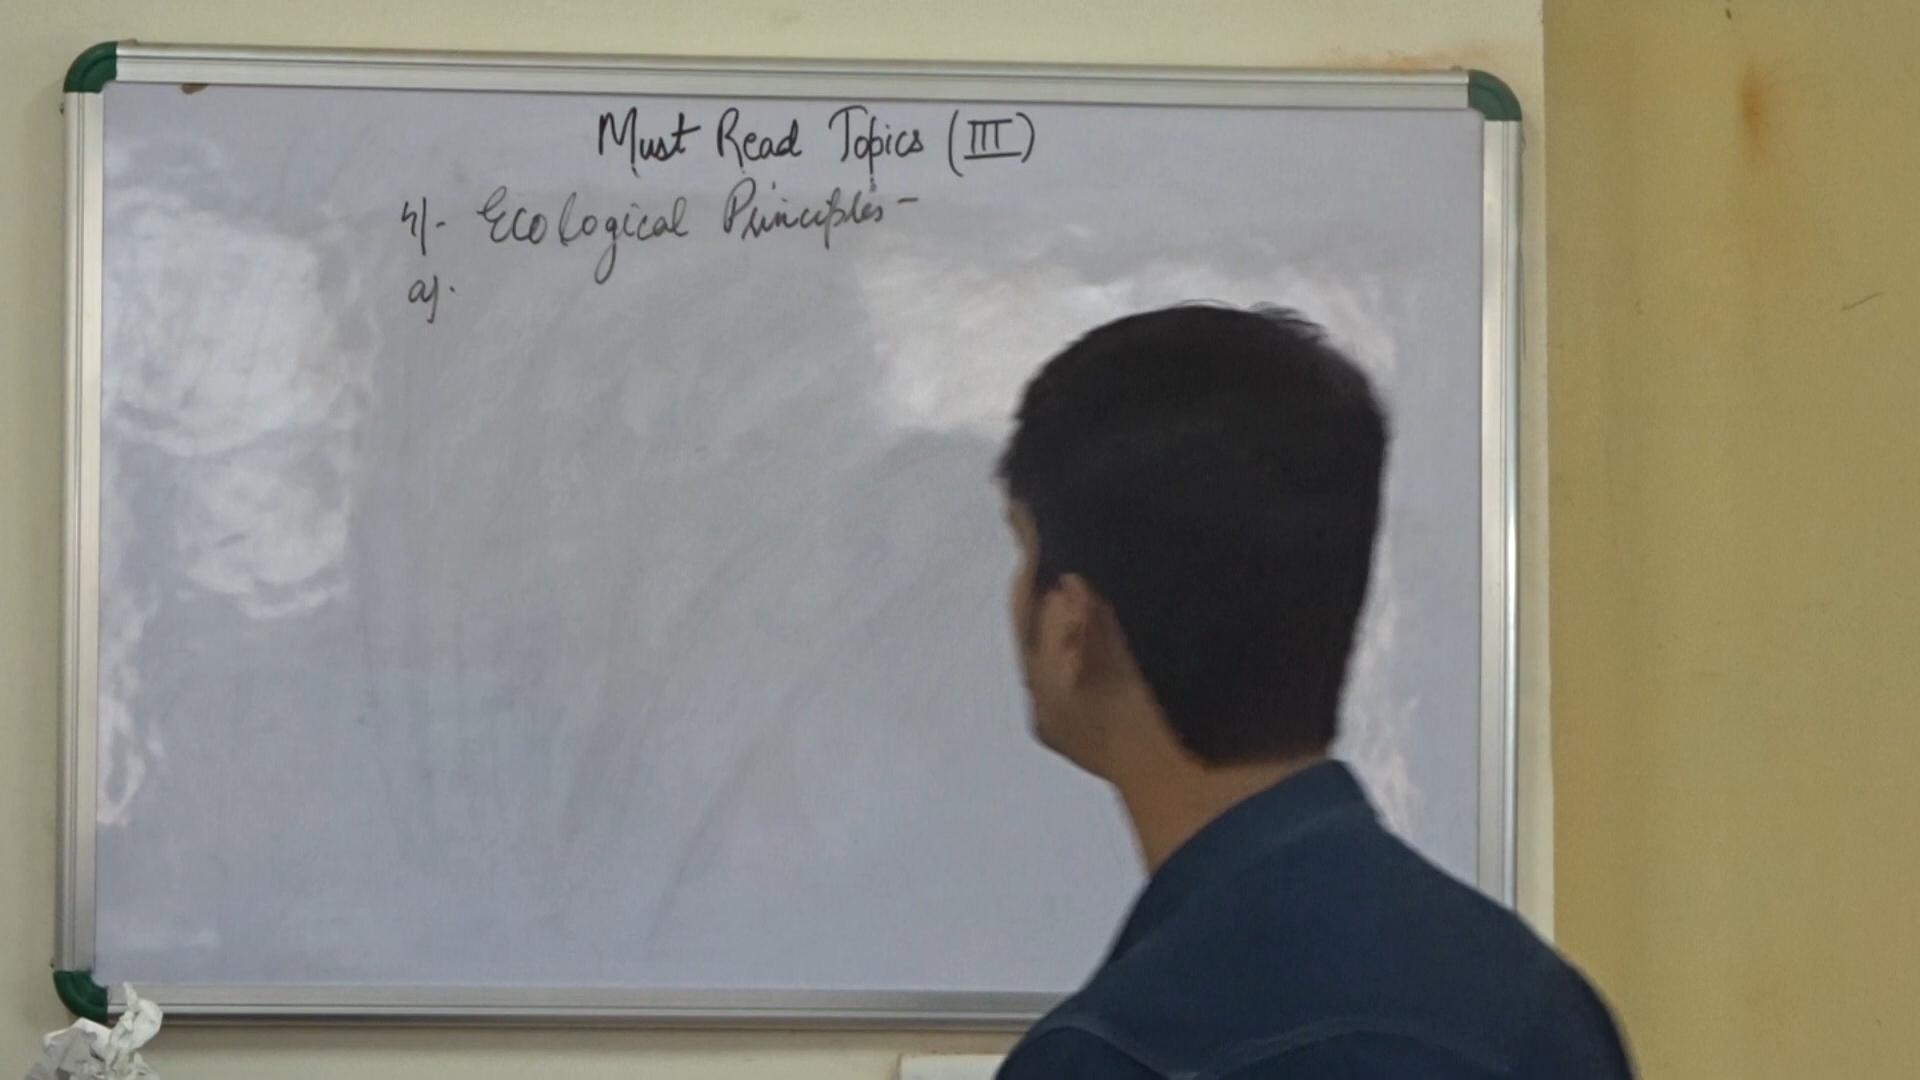 Must Read Topics (III)
4). Ecological Principles -
a).